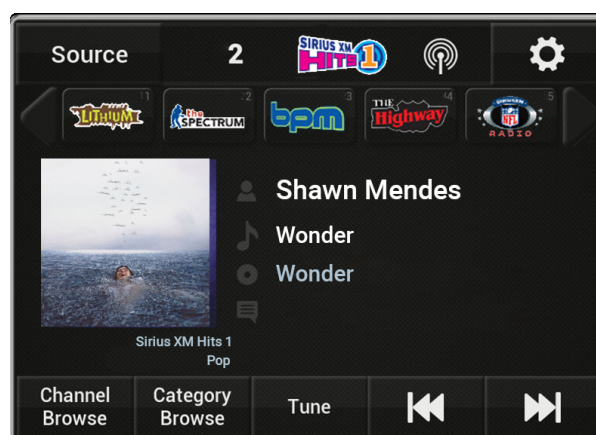 Source
2
SIRIUS XM
HITS 1
1
LITHIUM
2
the
SPECTRUM
3
bpm
4
THE
Highway
5
NFL
RADIO
Shawn Mendes
Wonder
Wonder
Sirius XM Hits 1
Pop
Channel
Browse
Category
Browse
Tune